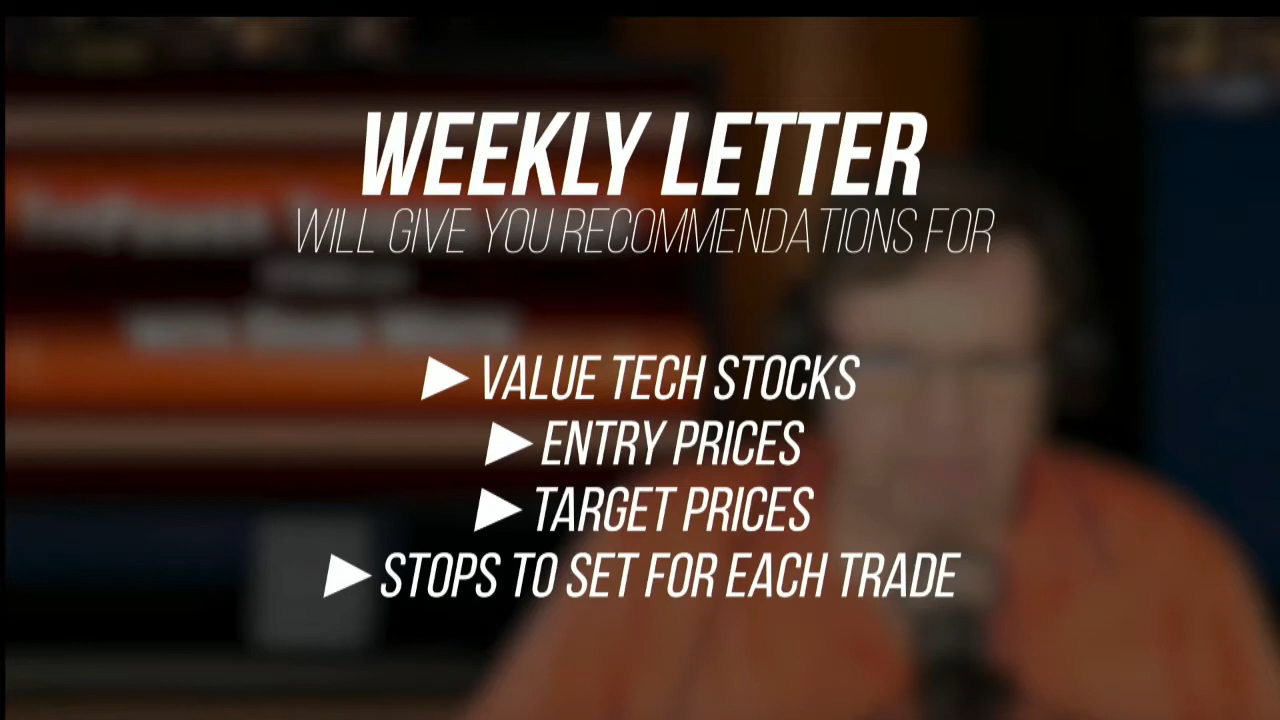 WEEKLY LETTER
WILL GIVE YOU RECOMMENDATIONS FOR
► VALUE TECH STOCKS
► ENTRY PRICES
► TARGET PRICES
► STOPS TO SET FOR EACH TRADE